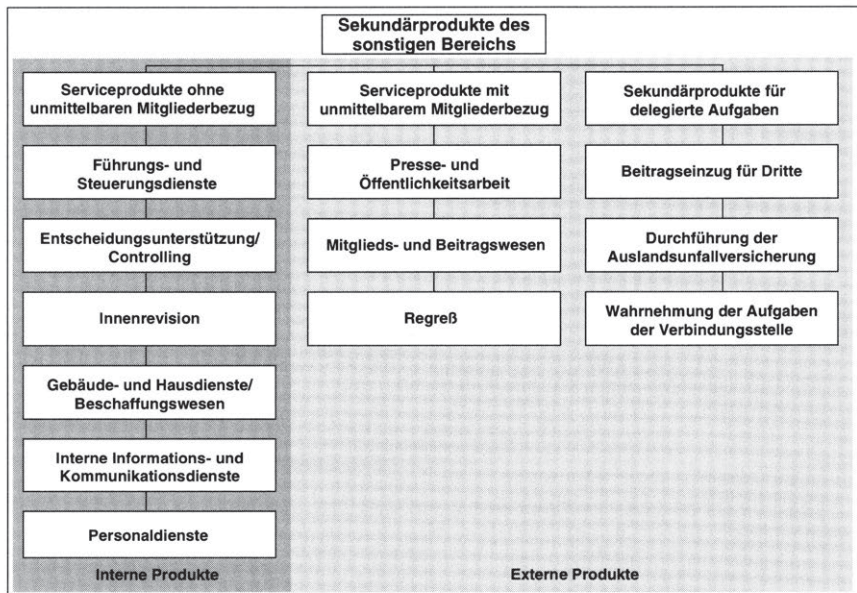 Sekundärprodukte des
sonstigen Bereichs
Serviceprodukte ohne
unmittelbaren Mitgliederbezug
Führungs- und
Steuerungsdienste
Entscheidungsunterstützung/
Controlling
Innenrevision
Gebäude- und Hausdienste/
Beschaffungswesen
Interne Informations- und
Kommunikationsdienste
Personaldienste
Interne Produkte
Serviceprodukte mit
unmittelbarem Mitgliederbezug
Presse- und
Öffentlichkeitsarbeit
Mitglieds- und Beitragswesen
Regreß
Sekundärprodukte für
delegierte Aufgaben
Beitragseinzug für Dritte
Durchführung der
Auslandsunfallversicherung
Wahrnehmung der Aufgaben
der Verbindungsstelle
Externe Produkte